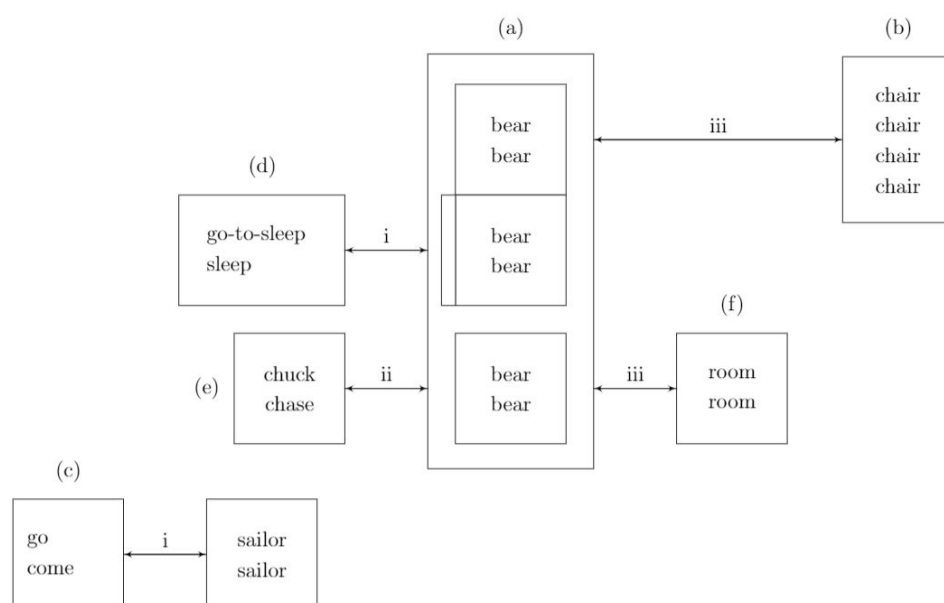 (a)
(b)
bear
bear
iii
chair
chair
chair
chair
(d)
go-to-sleep
sleep
i
bear
bear
(f)
(e)
chuck
chase
ii
bear
bear
iii
room
room
(c)
go
come
i
sailor
sailor